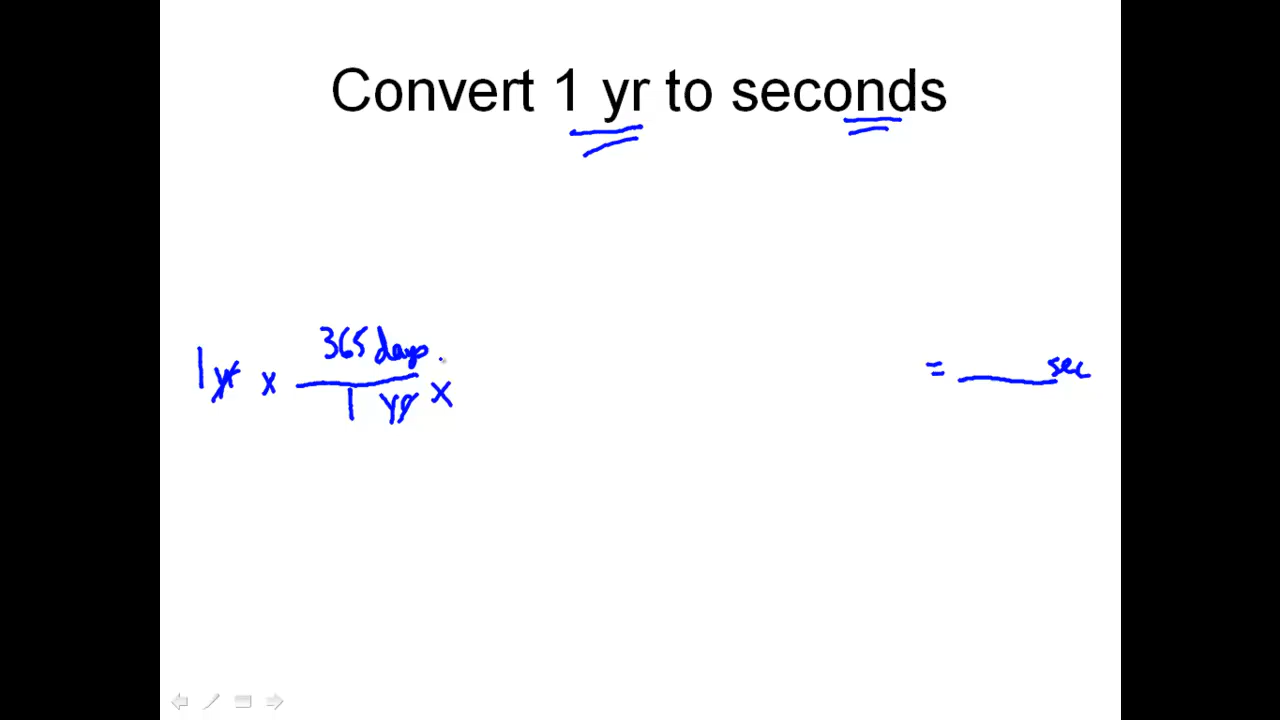 Convert 1 yr to seconds
1 yr x 365 days x = ___ sec
1 yr